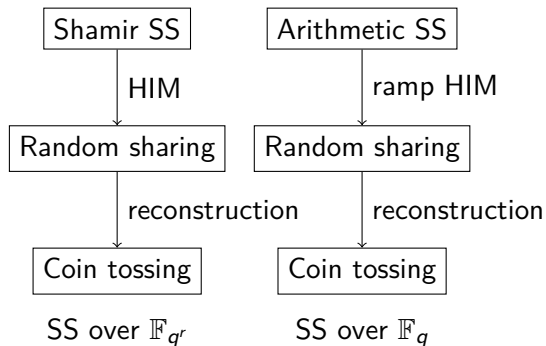 Shamir SS
Arithmetic SS
HIM
ramp HIM
Random sharing
Random sharing
reconstruction
reconstruction
Coin tossing
Coin tossing
SS over 𝔽_{q^r}
SS over 𝔽_q